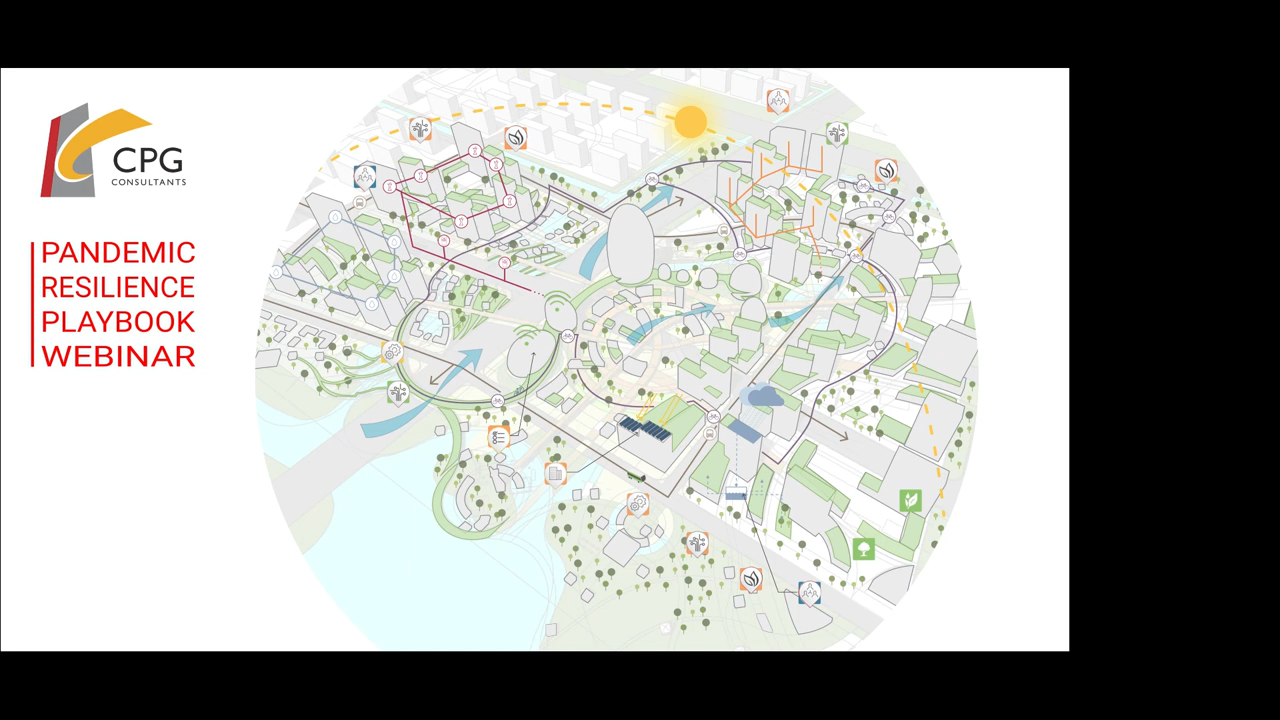 CPG
CONSULTANTS
PANDEMIC
RESILIENCE
PLAYBOOK
WEBINAR